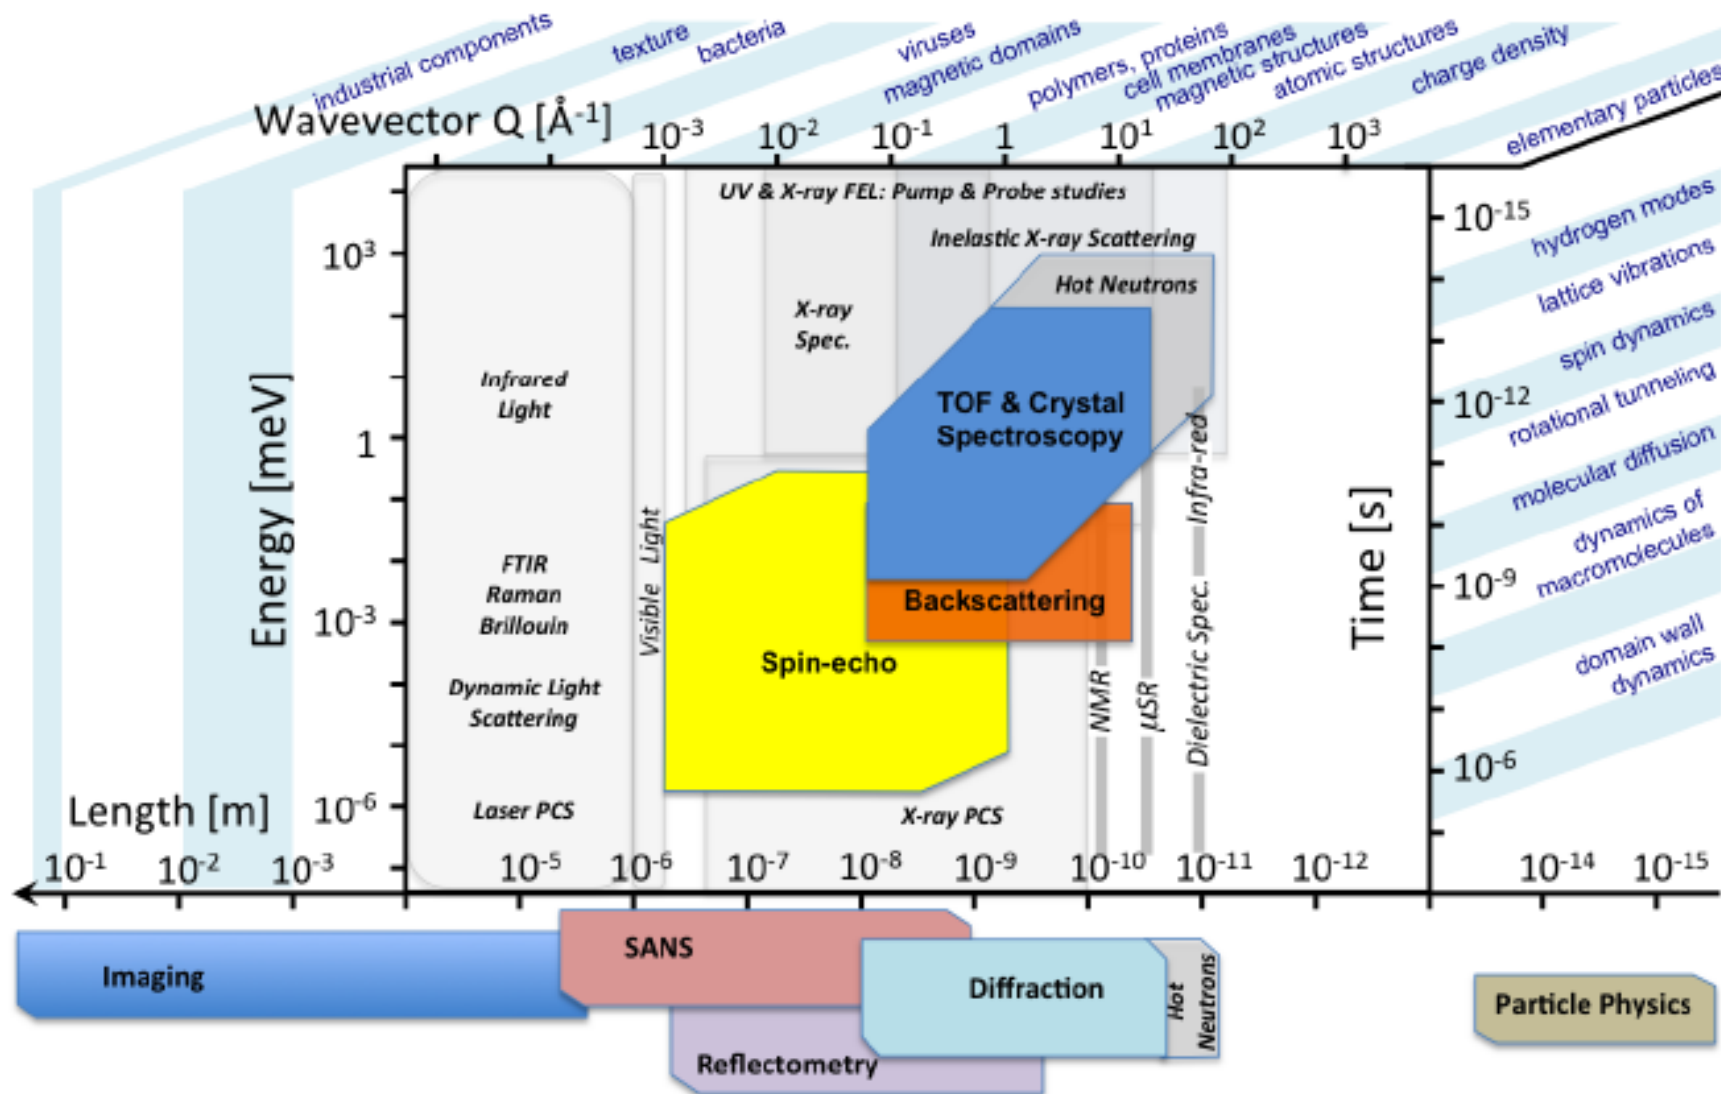 industrial components
texture
bacteria
viruses
magnetic domains
polymers, proteins
cell membranes
magnetic structures
atomic structures
charge density
elementary particles
Wavevector Q [Å-1]
10-3
10-2
10-1
1
101
102
103
UV & X-ray FEL: Pump & Probe studies
Inelastic X-ray Scattering
Hot Neutrons
X-ray
Spec.
Infrared
Light
TOF & Crystal
Spectroscopy
FTIR
Raman
Brillouin
Visible Light
Backscattering
Spin-echo
Dynamic Light
Scattering
Laser PCS
X-ray PCS
NMR
µSR
Dielectric Spec. Infra-red
Energy [meV]
103
1
10-3
10-6
Time [s]
10-15
10-12
10-9
10-6
hydrogen modes
lattice vibrations
spin dynamics
rotational tunneling
molecular diffusion
dynamics of
macromolecules
domain wall
dynamics
Length [m]
10-1
10-2
10-3
10-5
10-6
10-7
10-8
10-9
10-10
10-11
10-12
10-14
10-15
Imaging
SANS
Reflectometry
Diffraction
Hot
Neutrons
Particle Physics